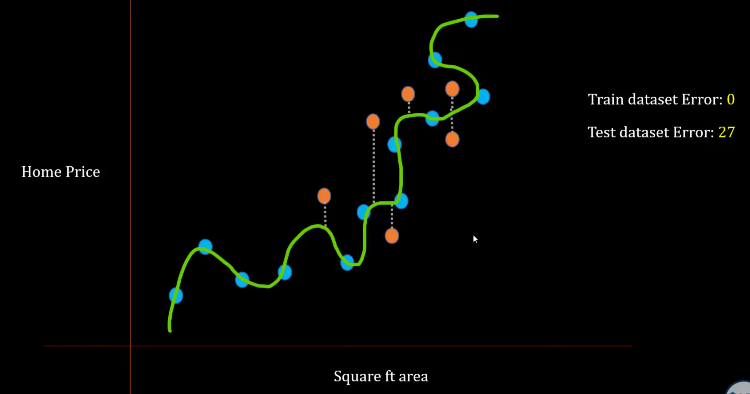 Train dataset Error: 0
Test dataset Error: 27
Home Price
Square ft area